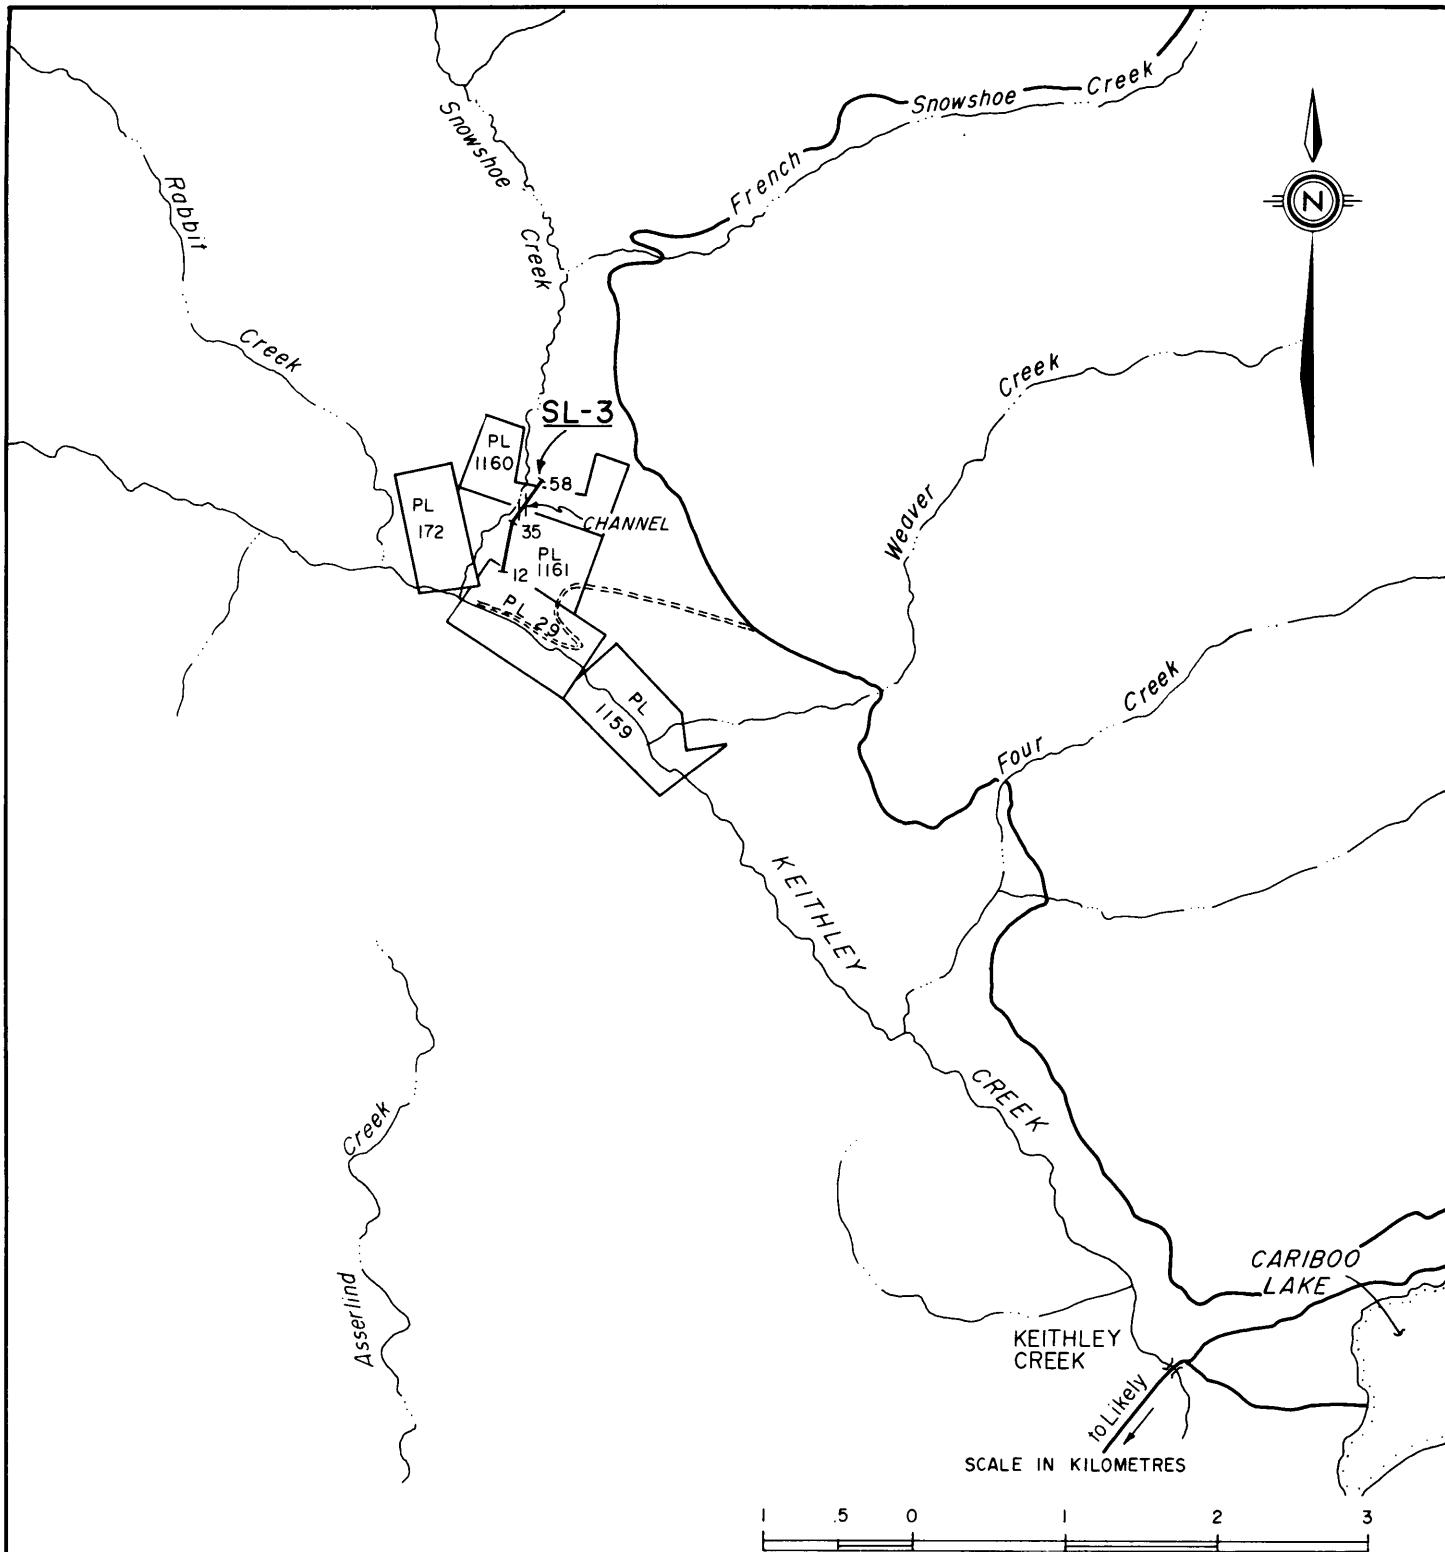 Snowshoe
Creek
French
Snowshoe
Creek
N
Rabbit
Creek
Creek
Weaver
SL-3
PL
1160
58
PL
172
35
CHANNEL
PL
1161
12
PL 29
PL
1159
Creek
Four
KEITHLEY
CREEK
Creek
Asserlind
CARIBOO
LAKE
KEITHLEY
CREEK
to Likely
SCALE IN KILOMETRES
1 .5 0 1 2 3